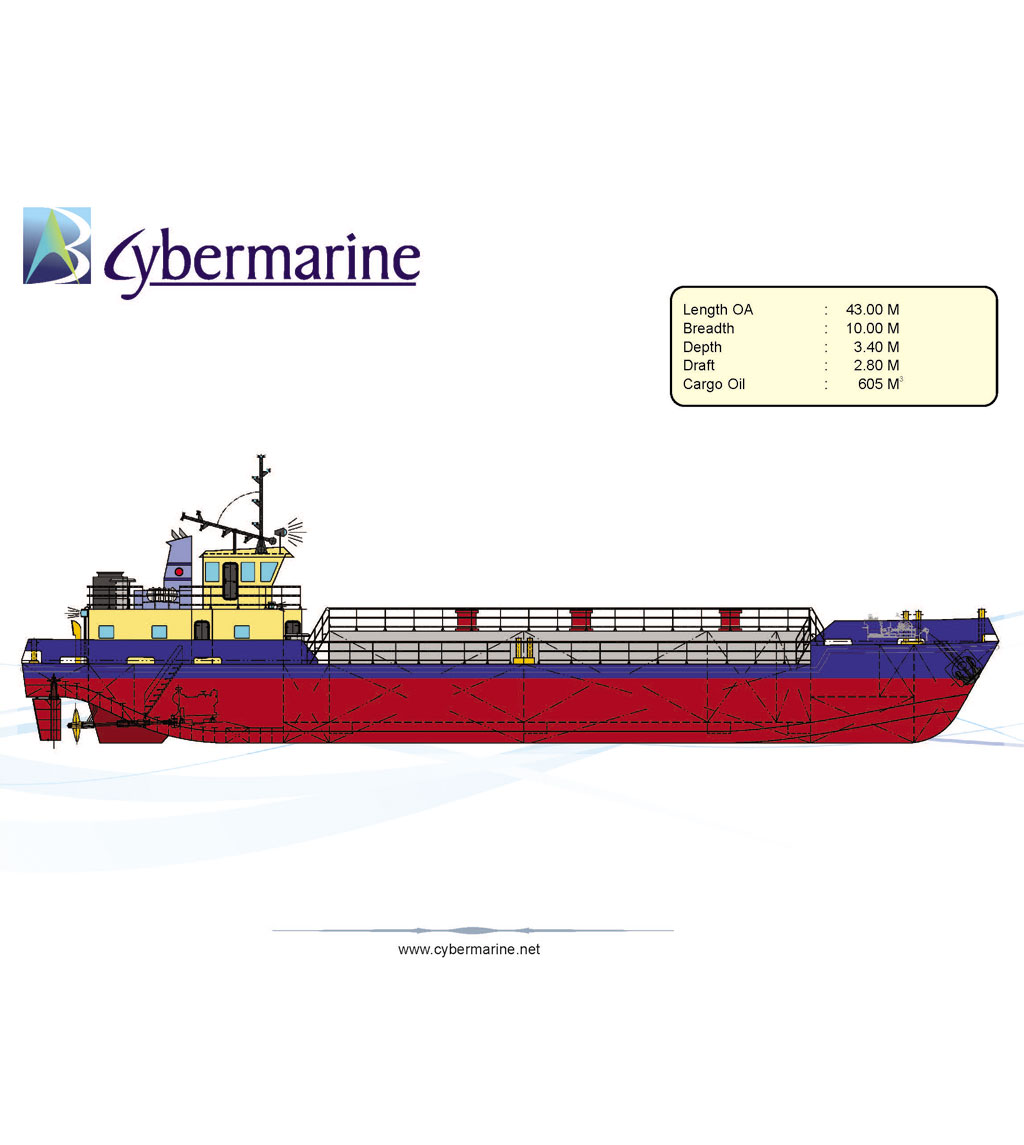 Cybermarine
Length OA : 43.00 M
Breadth : 10.00 M
Depth : 3.40 M
Draft : 2.80 M
Cargo Oil : 605 M³
www.cybermarine.net